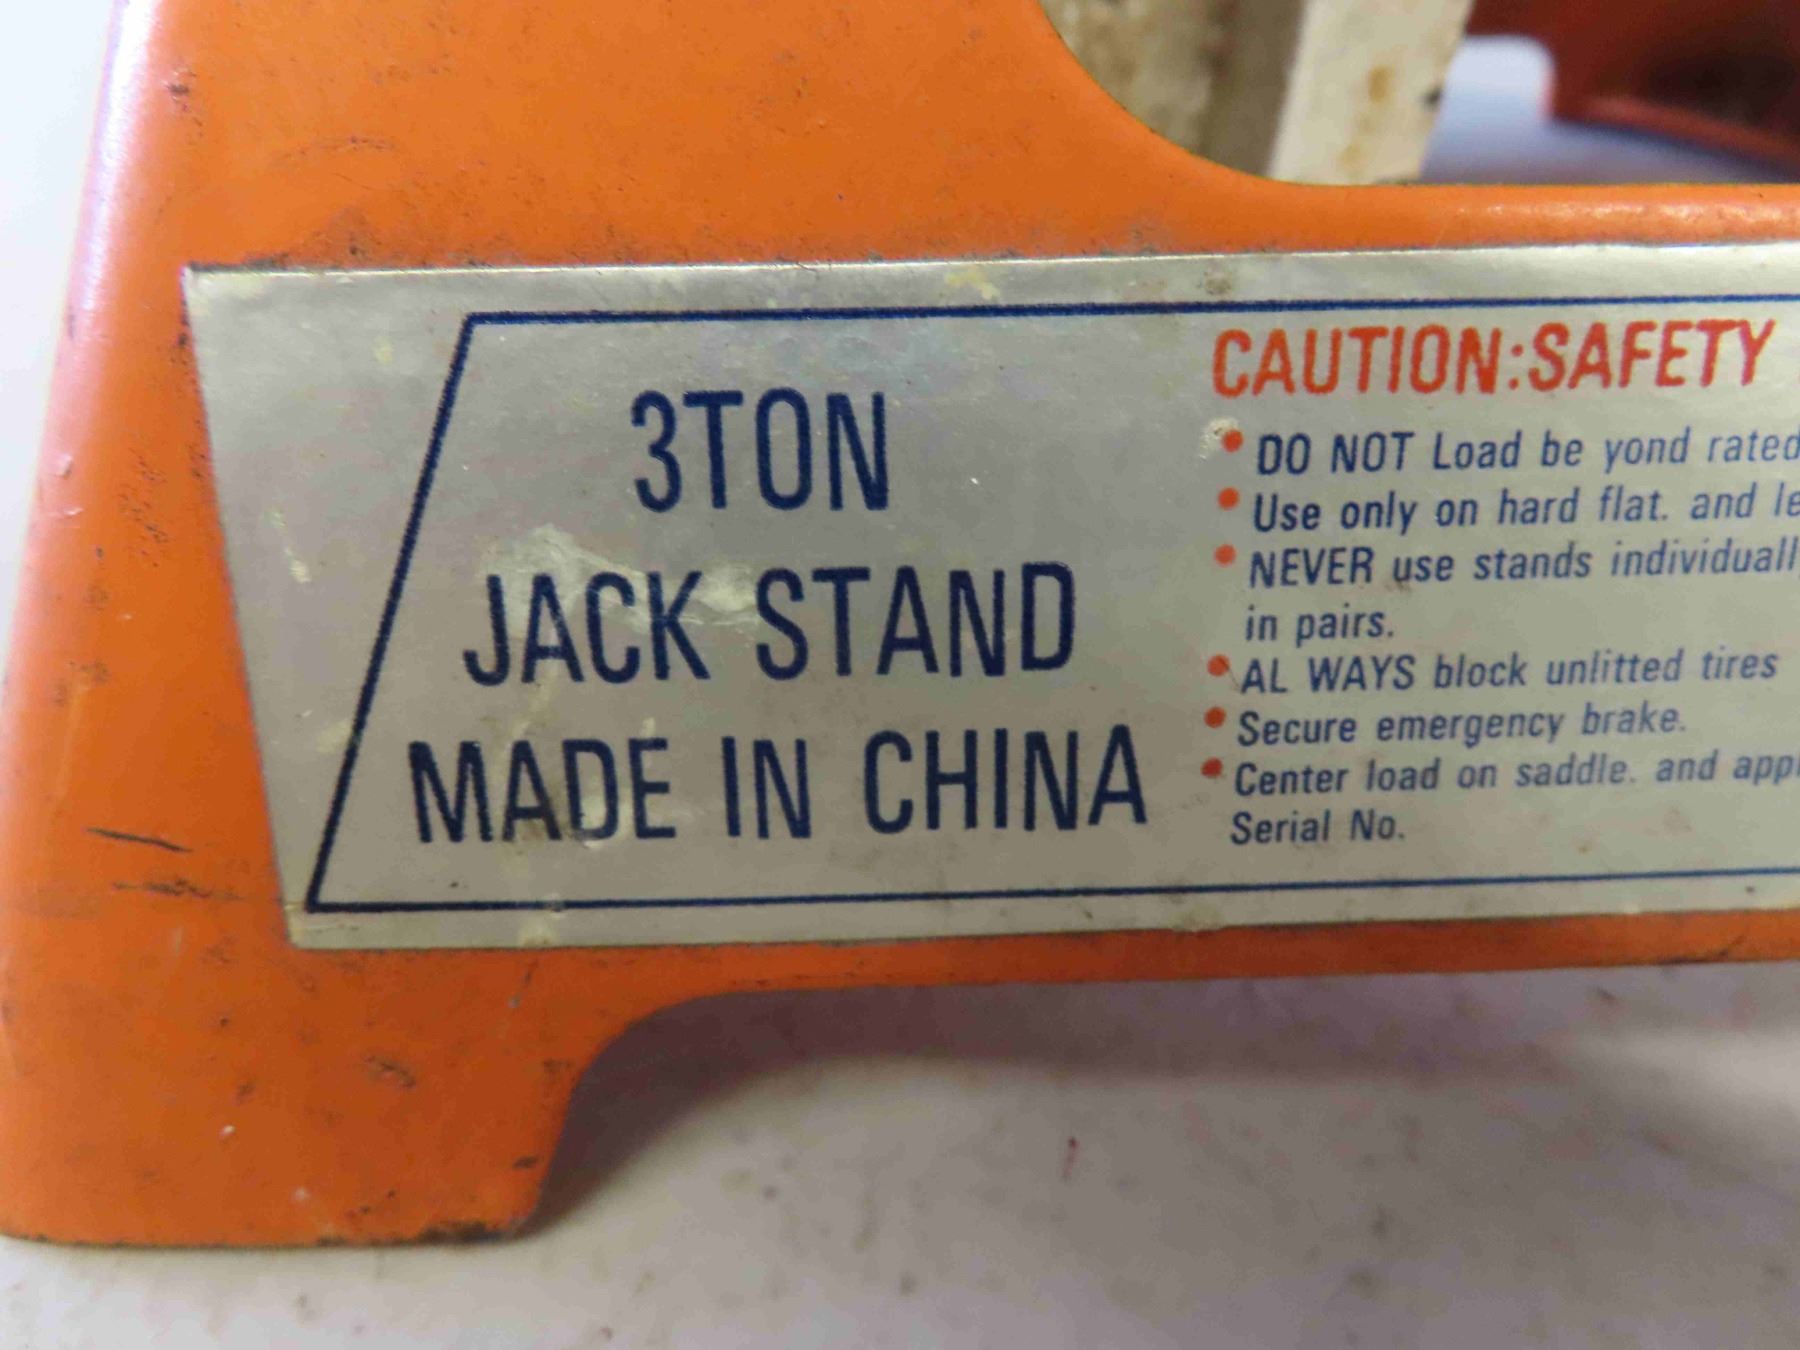 3TON
JACK STAND
MADE IN CHINA
CAUTION:SAFETY
• DO NOT Load be yond rated
• Use only on hard flat. and
• NEVER use stands individually
in pairs.
• AL WAYS block unlitted tires
• Secure emergency brake.
• Center load on saddle. and
Serial No.